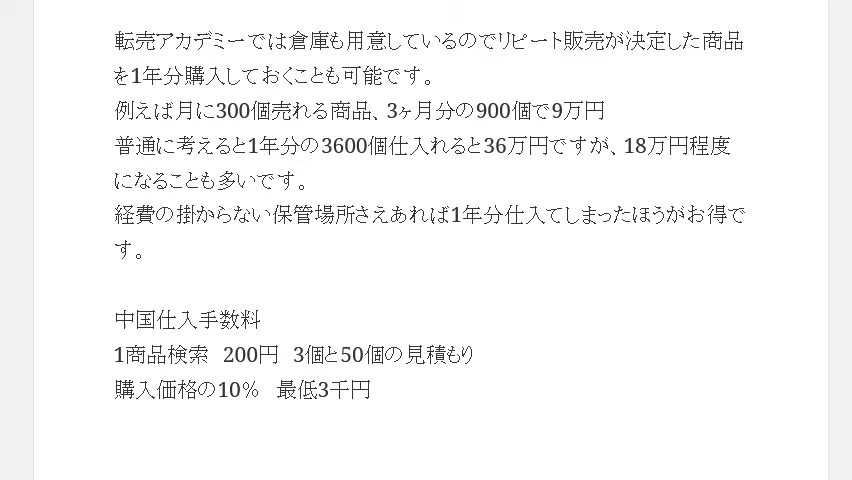 転売アカデミーでは倉庫も用意しているのでリピート販売が決定した商品
を1年分購入しておくことも可能です。
例えば月に300個売れる商品、3ヶ月分の900個で9万円
普通に考えると1年分の3600個仕入れると36万円ですが、18万円程度
になることも多いです。
経費の掛からない保管場所さえあれば1年分仕入てしまったほうがお得で
す。
中国仕入手数料
1商品検索 200円 3個と50個の見積もり
購入価格の10% 最低3千円